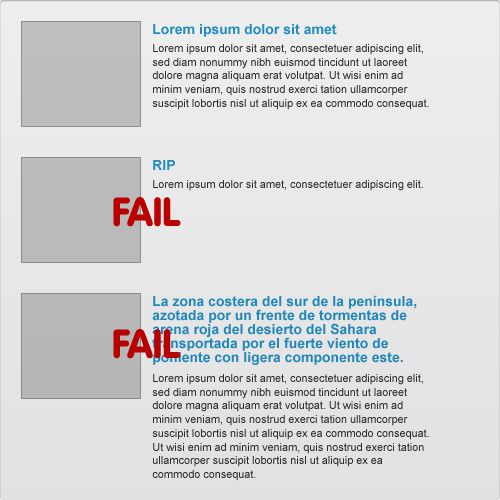 Lorem ipsum dolor sit amet
Lorem ipsum dolor sit amet, consectetuer adipiscing elit,
sed diam nonummy nibh euismod tincidunt ut laoreet
dolore magna aliquam erat volutpat. Ut wisi enim ad
minim veniam, quis nostrud exerci tation ullamcorper
suscipit lobortis nisl ut aliquip ex ea commodo consequat.
RIP
Lorem ipsum dolor sit amet, consectetuer adipiscing elit.
FAIL
La zona costera del sur de la península,
azotada por un frente de tormentas de
arena roja del desierto del Sahara
transportada por el fuerte viento de
poniente con ligera componente este.
FAIL
Lorem ipsum dolor sit amet, consectetuer adipiscing elit,
sed diam nonummy nibh euismod tincidunt ut laoreet
dolore magna aliquam erat volutpat. Ut wisi enim ad
minim veniam, quis nostrud exerci tation ullamcorper
suscipit lobortis nisl ut aliquip ex ea commodo consequat.
Ut wisi enim ad minim veniam, quis nostrud exerci tation
ullamcorper suscipit lobortis nisl ut aliquip ex ea
commodo consequat.